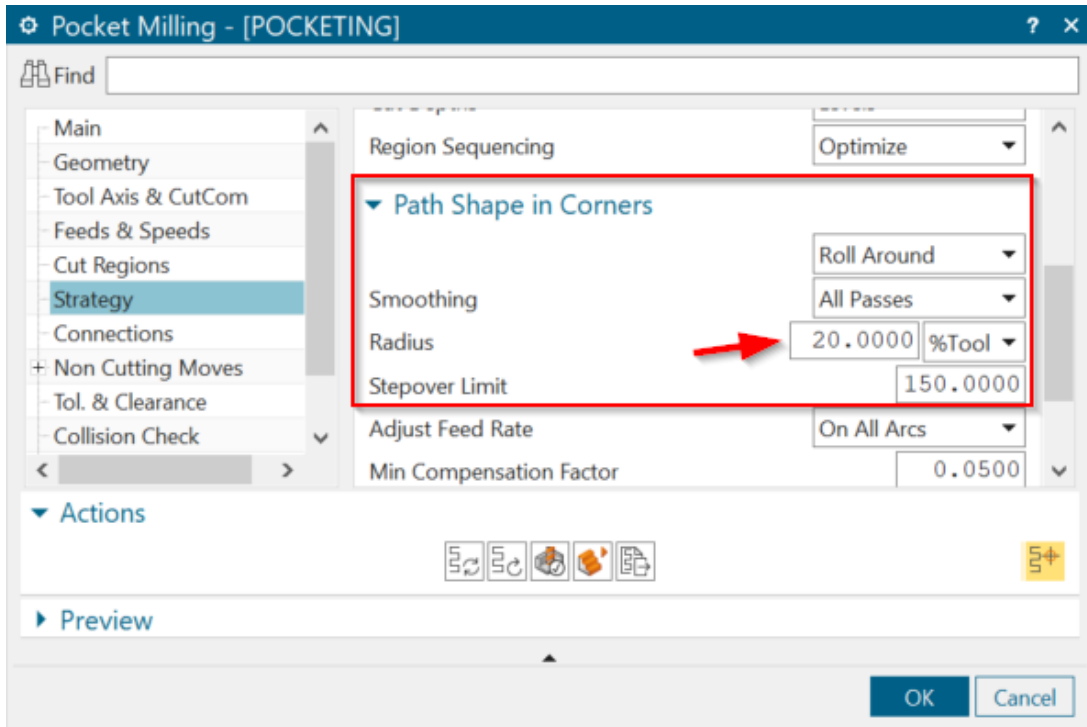 Pocket Milling - [POCKETING] ? ×
Find
Main
Geometry
Tool Axis & CutCom
Feeds & Speeds
Cut Regions
Strategy
Connections
Non Cutting Moves
Tol. & Clearance
Collision Check
Region Sequencing Optimize
Path Shape in Corners
Roll Around
Smoothing All Passes
Radius 20.0000 %Tool
Stepover Limit 150.0000
Adjust Feed Rate On All Arcs
Min Compensation Factor 0.0500
Actions
Preview
OK Cancel